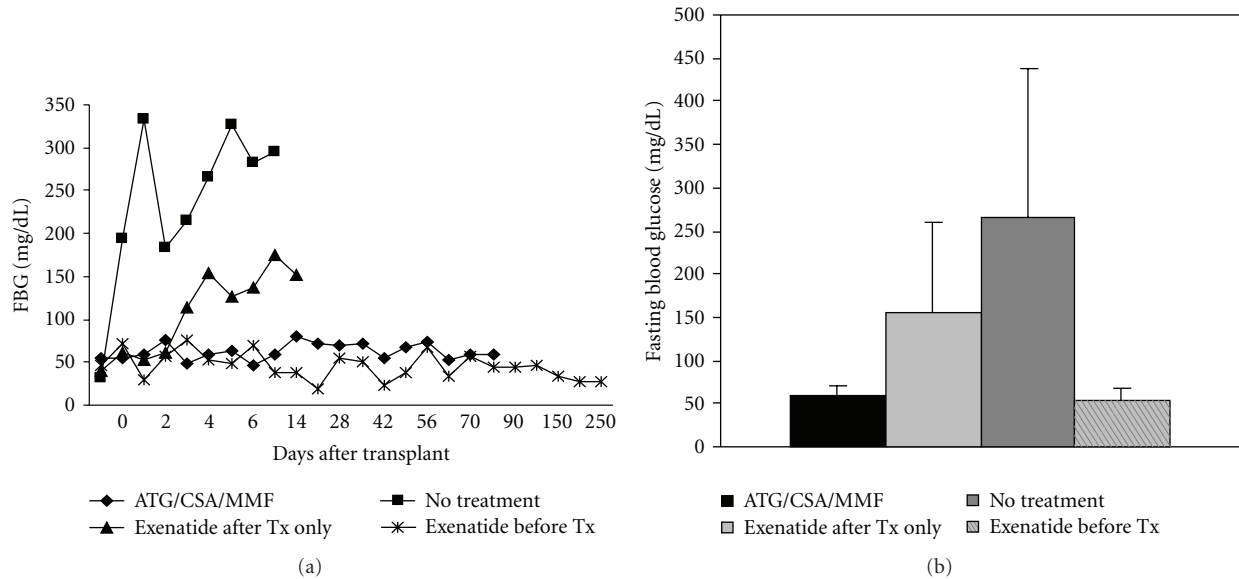 350
300
250
200
150
100
50
0
FBG (mg/dL)
0 2 4 6 14 28 42 56 70 90 150 250
Days after transplant
ATG/CSA/MMF
No treatment
Exenatide after Tx only
Exenatide before Tx
(a)
500
450
400
350
300
250
200
150
100
50
0
Fasting blood glucose (mg/dL)
ATG/CSA/MMF
No treatment
Exenatide after Tx only
Exenatide before Tx
(b)